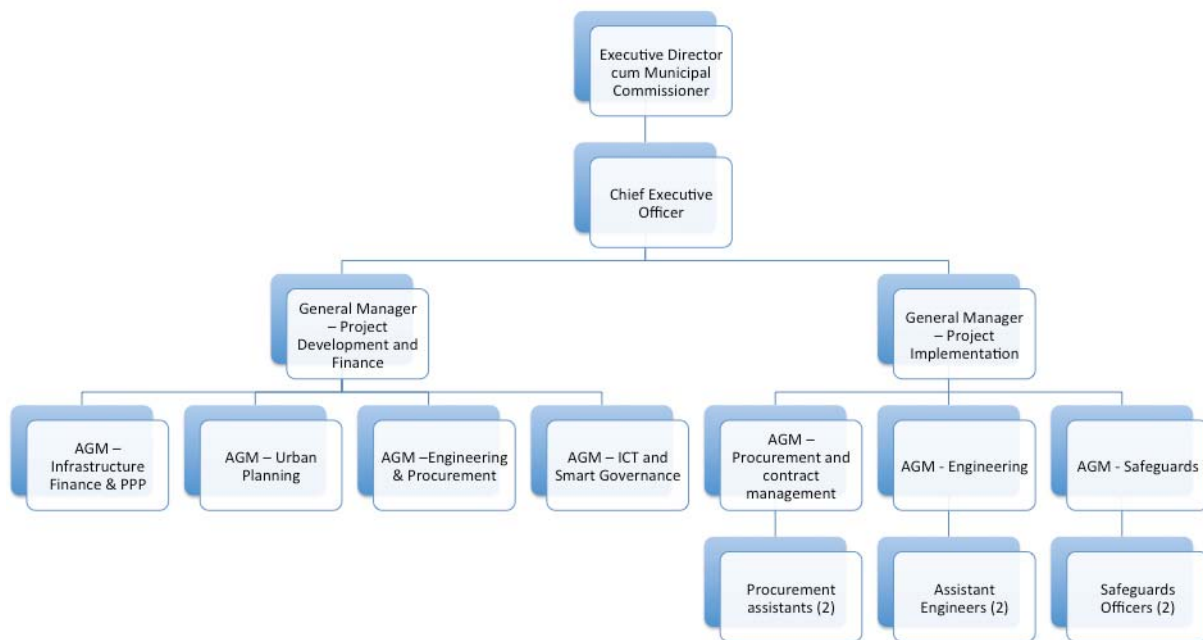 Executive Director
cum Municipal
Commissioner
Chief Executive
Officer
General Manager
– Project
Development and
Finance
General Manager
– Project
Implementation
AGM –
Infrastructure
Finance & PPP
AGM – Urban
Planning
AGM –Engineering
& Procurement
AGM – ICT and
Smart Governance
AGM –
Procurement and
contract
management
AGM - Engineering
AGM - Safeguards
Procurement
assistants (2)
Assistant
Engineers (2)
Safeguards
Officers (2)